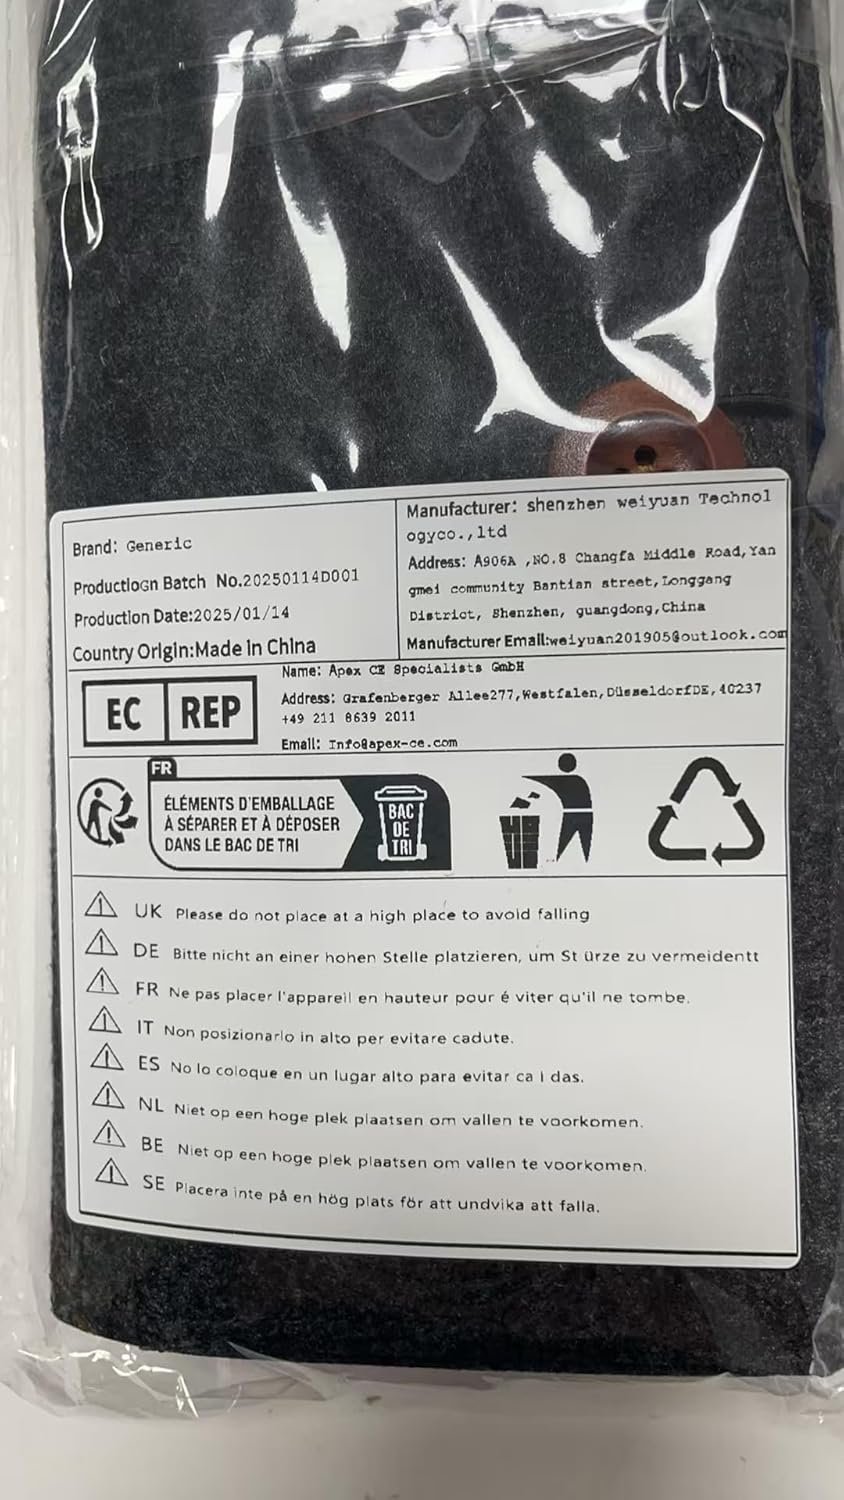 Brand: Generic
ProductioGn Batch No.20250114D001
Production Date:2025/01/14
Country Origin:Made in China
Manufacturer: shenzhen weiyuan Technol
ogyco.,ltd
Address: A906A ,NO.8 Changfa Middle Road,Yan
gmei community Bantian street,Longgang
District, Shenzhen, guangdong,China
Manufacturer Email:weiyuan201905@outlook.com
EC REP
Name: Apex CE Specialists GmbH
Address: Grafenberger Allee277,Westfalen,DüsseldorfDE,40237
+49 211 8639 2011
Email: Info@apex-ce.com
FR
ÉLÉMENTS D'EMBALLAGE
À SÉPARER ET À DÉPOSER
DANS LE BAC DE TRI
BAC
DE
TRI
UK Please do not place at a high place to avoid falling
DE Bitte nicht an einer hohen Stelle platzieren, um St ürze zu vermeidentt
FR Ne pas placer l'appareil en hauteur pour é viter qu'il ne tombe.
IT Non posizionarlo in alto per evitare cadute.
ES No lo coloque en un lugar alto para evitar ca I das.
NL Niet op een hoge plek plaatsen om vallen te voorkomen.
BE Niet op een hoge plek plaatsen om vallen te voorkomen.
SE Placera inte på en hög plats för att undvika att falla.